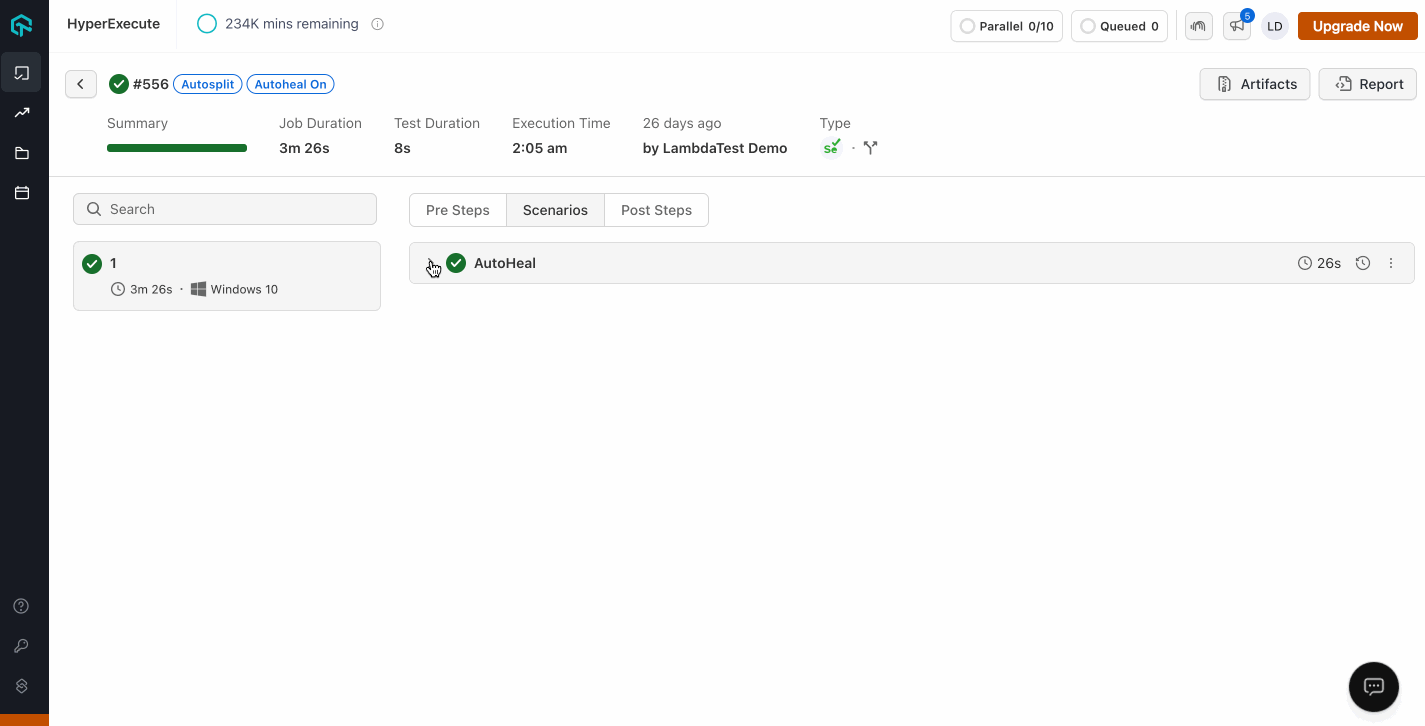 HyperExecute
234K mins remaining
Parallel 0/10
Queued 0
5
LD
Upgrade Now
#556 Autosplit Autoheal On
Artifacts
Report
Summary
Job Duration
3m 26s
Test Duration
8s
Execution Time
2:05 am
26 days ago
by LambdaTest Demo
Type
Se
Search
1
3m 26s · Windows 10
Pre Steps
Scenarios
Post Steps
AutoHeal
26s